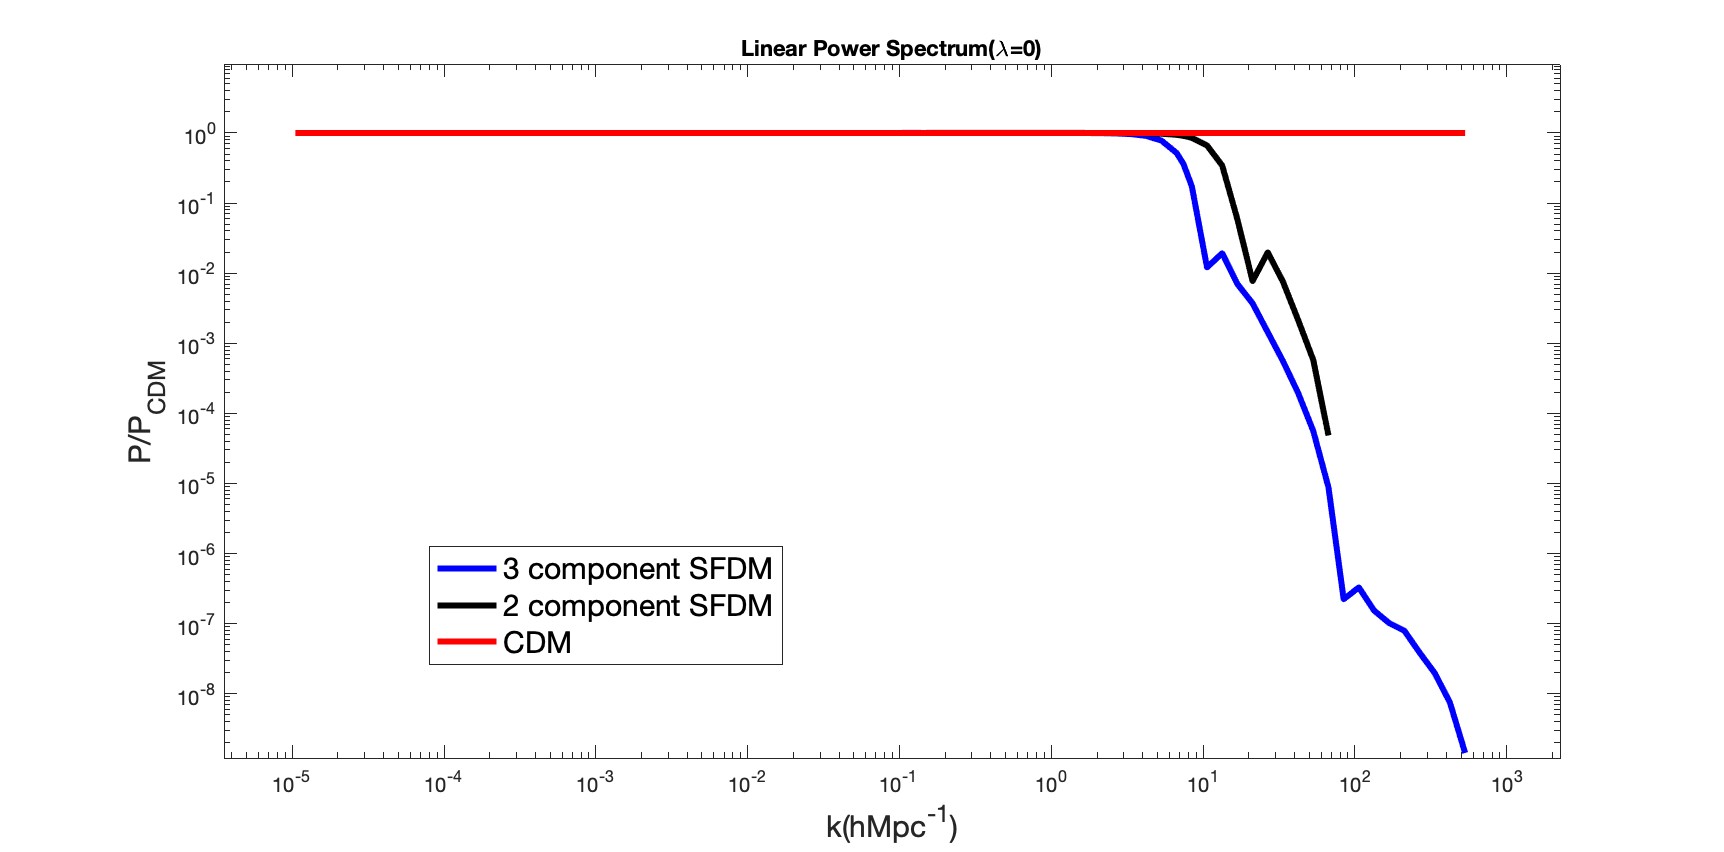 Linear Power Spectrum(λ=0)
10^0
10^-1
10^-2
10^-3
10^-4
10^-5
10^-6
10^-7
10^-8
P/P_CDM
3 component SFDM
2 component SFDM
CDM
10^-5 10^-4 10^-3 10^-2 10^-1 10^0 10^1 10^2 10^3
k(hMpc^-1)